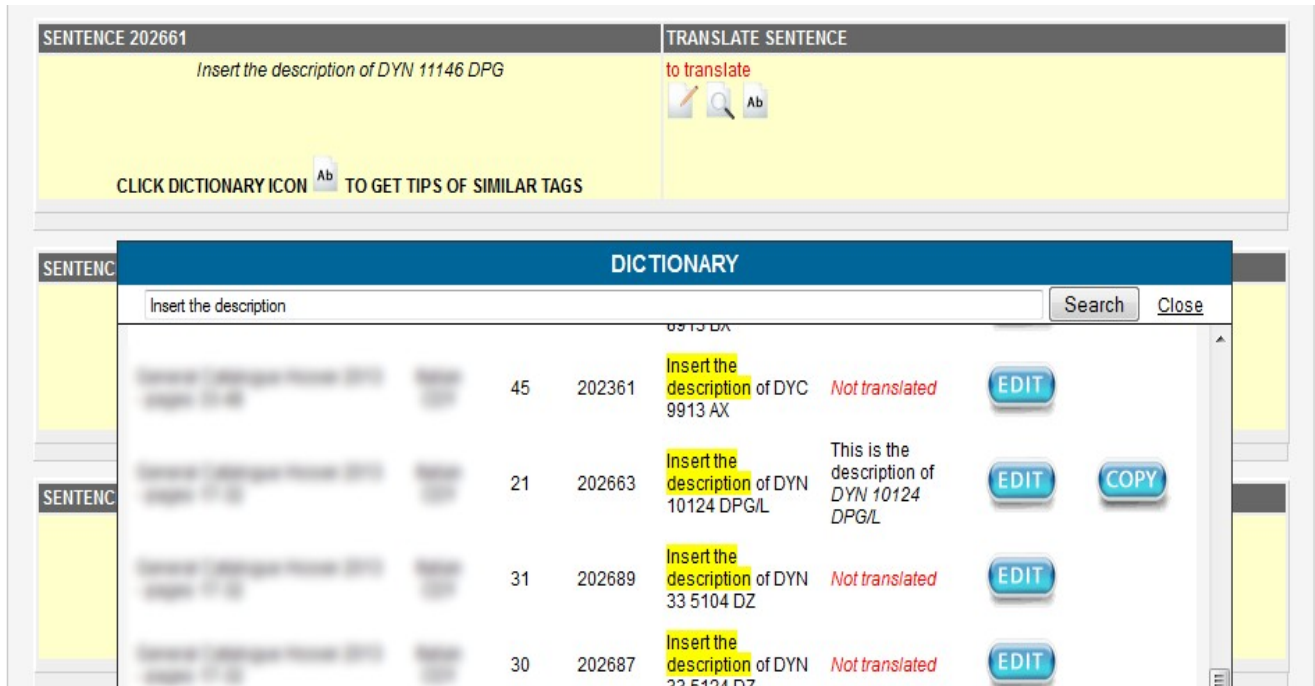 SENTENCE 202661
TRANSLATE SENTENCE
Insert the description of DYN 11146 DPG
to translate
Ab
CLICK DICTIONARY ICON Ab TO GET TIPS OF SIMILAR TAGS
SENTENC
DICTIONARY
Insert the description
Search
Close
45
202361
Insert the
description of DYC
9913 AX
Not translated
EDIT
SENTENC
21
202663
Insert the
description of DYN
10124 DPG/L
This is the
description of
DYN 10124
DPG/L
EDIT
COPY
31
202689
Insert the
description of DYN
33 5104 DZ
Not translated
EDIT
30
202687
Insert the
description of DYN
33 5124 DZ
Not translated
EDIT